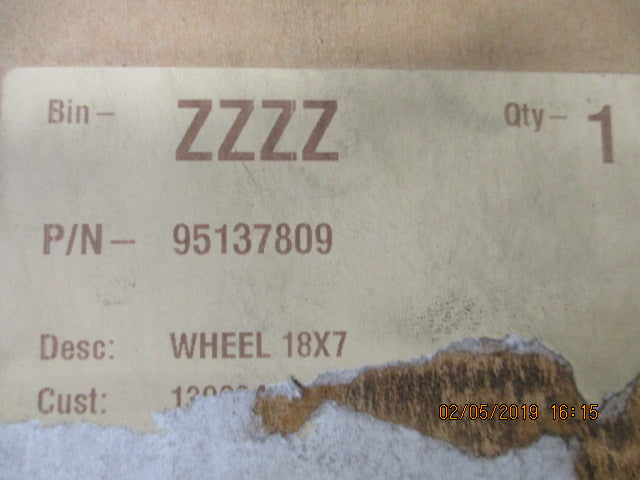 Bin- ZZZZ Qty- 1
P/N- 95137809
Desc: WHEEL 18X7
Cust:
02/05/2019 16:15